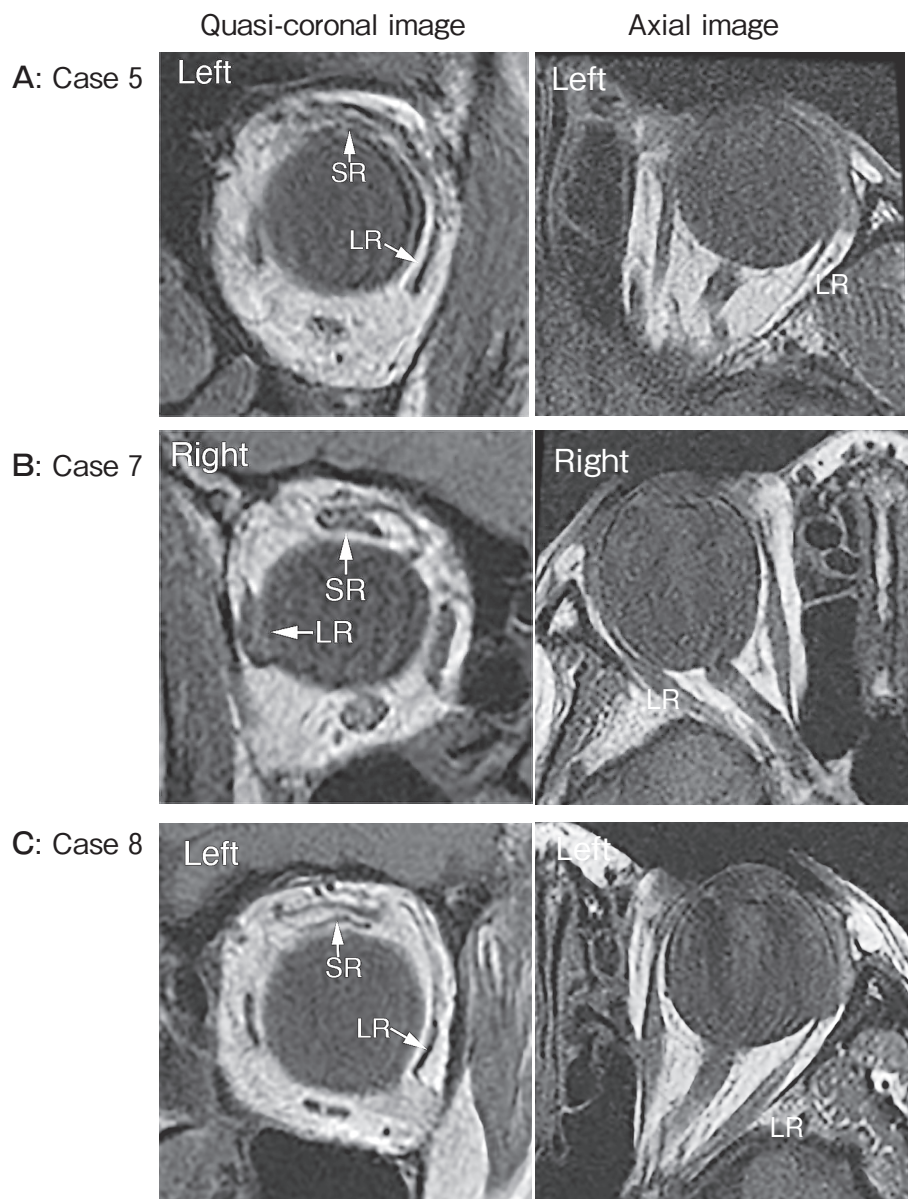 Quasi-coronal image Axial image
A: Case 5
Left
Left
SR
LR
LR
B: Case 7
Right
Right
SR
LR
LR
C: Case 8
Left
Left
SR
LR
LR